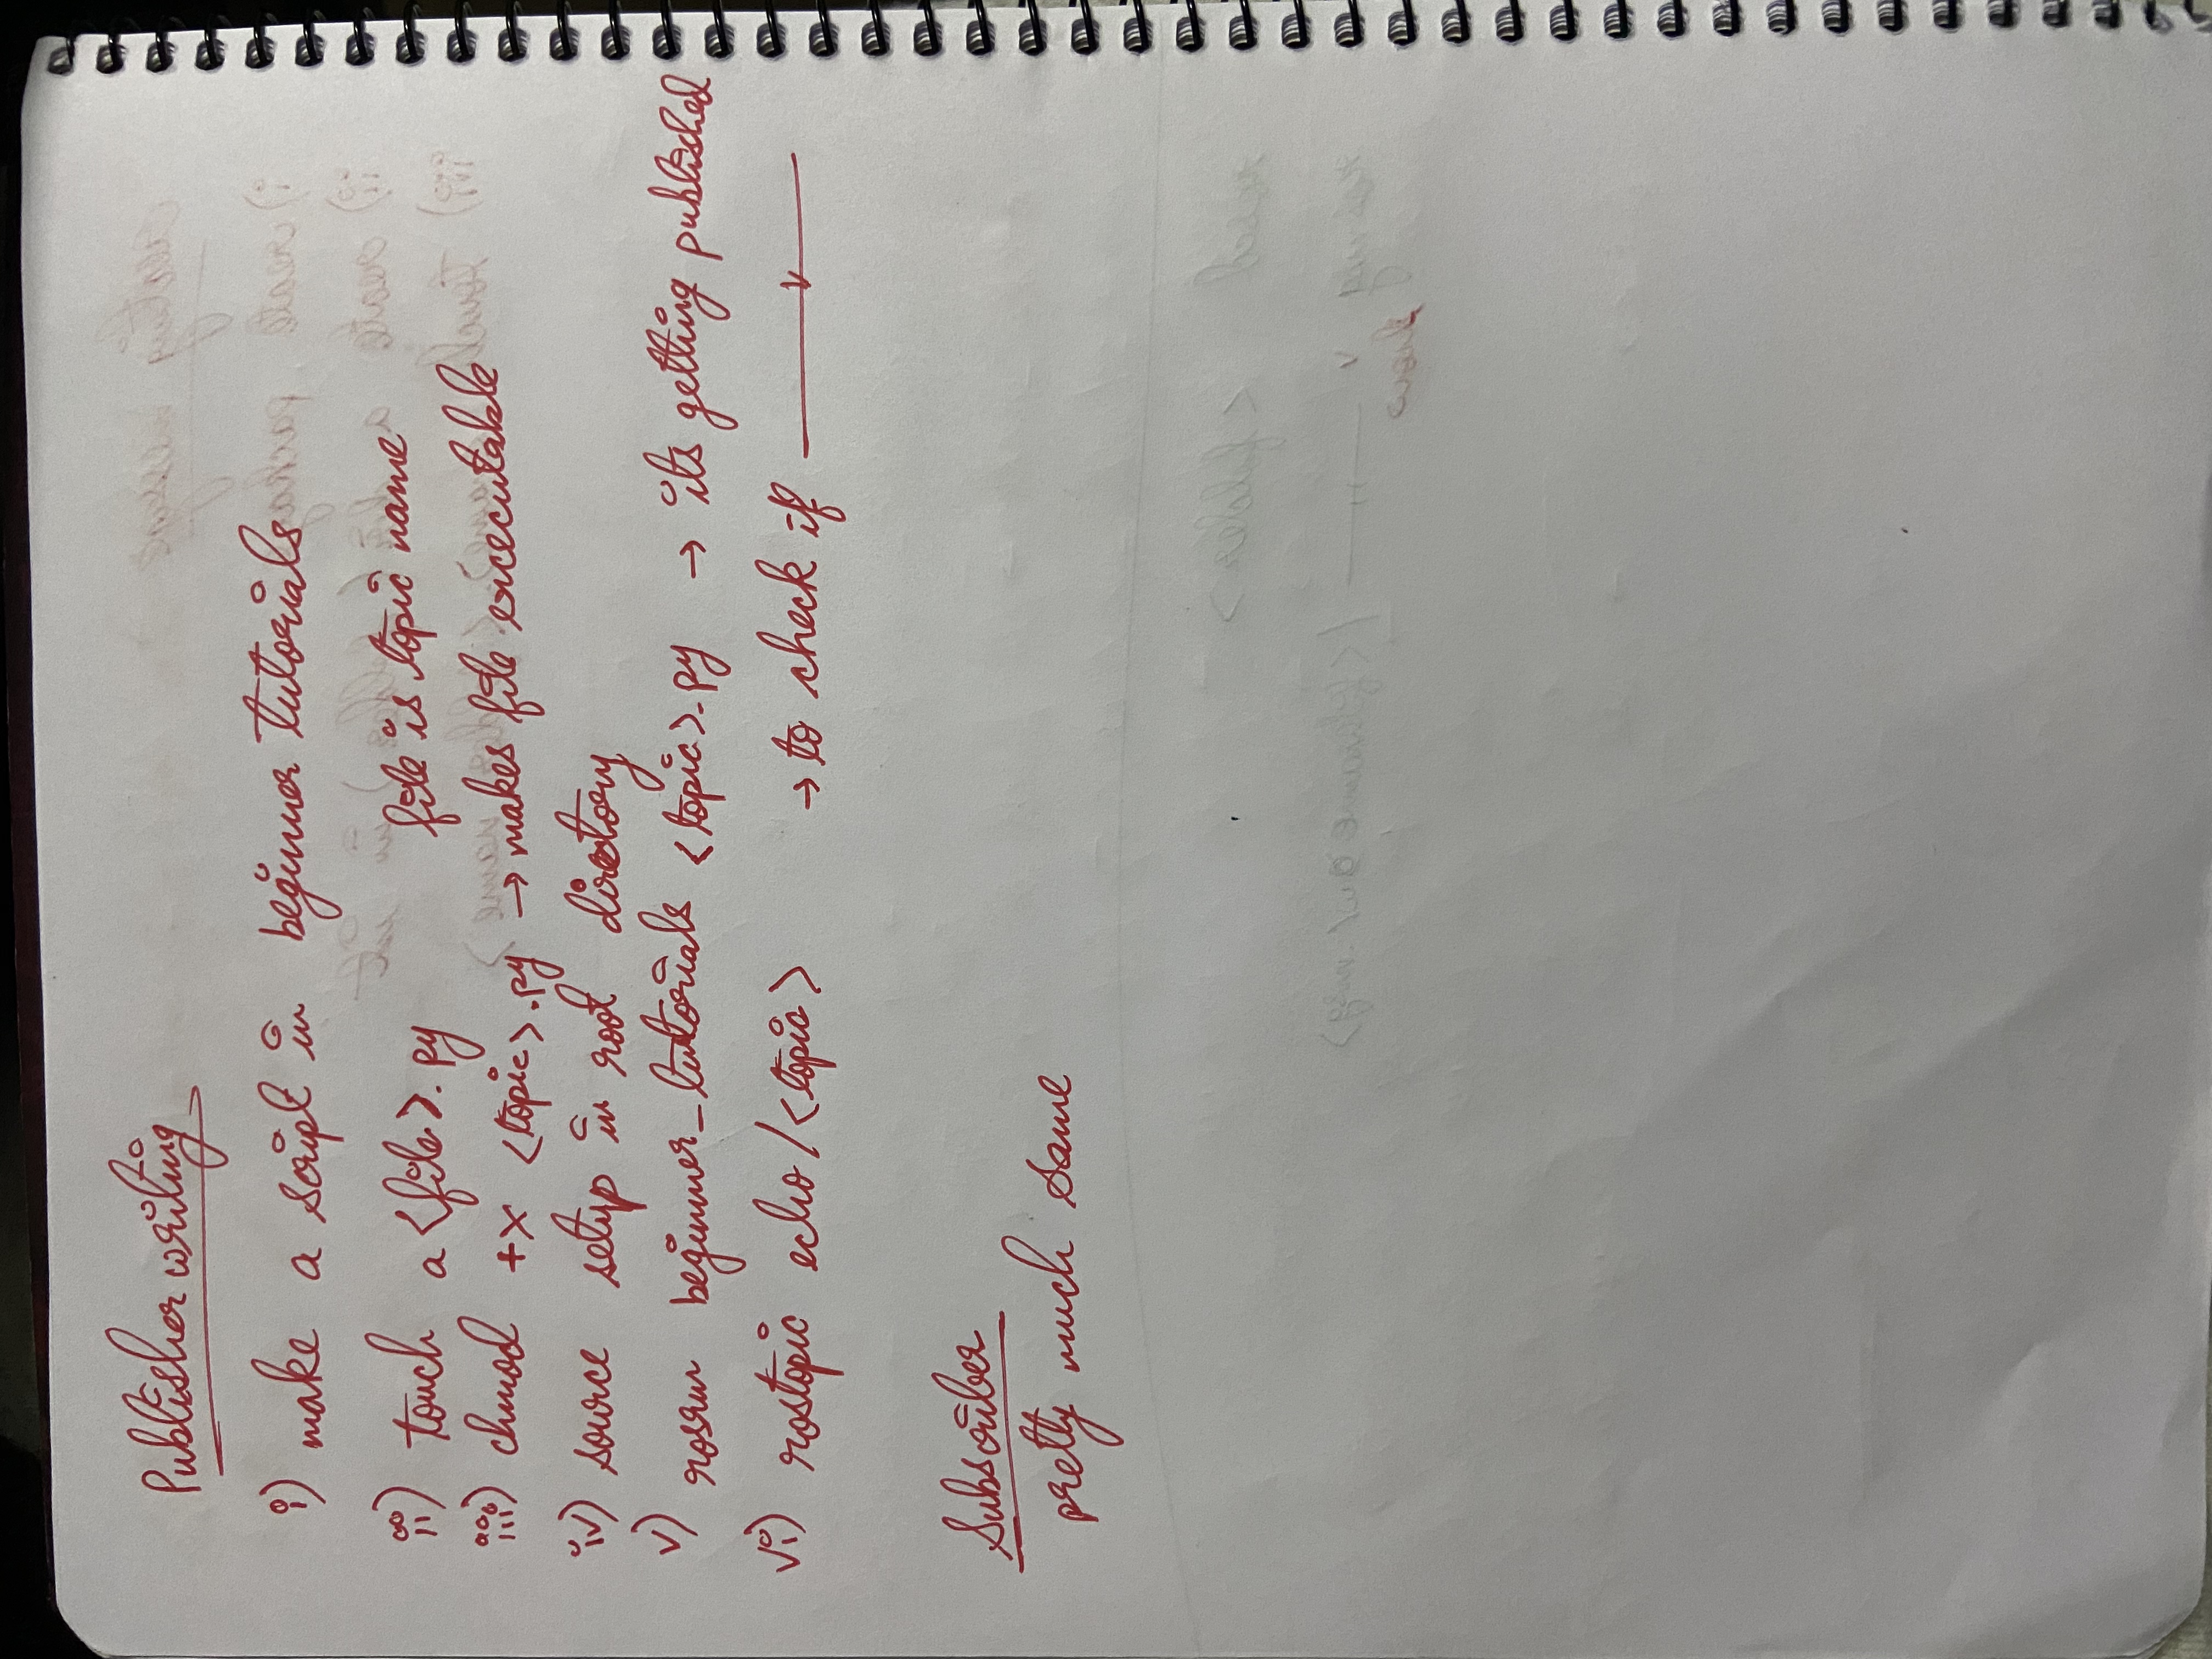 Publisher writing
i) make a script in beginner tutorials
ii) touch a <file>.py file is topic name
iii) chmod +x <topic>.py → makes file excecutable
iv) source setup in root directory
v) rosrun beginner_tutorials <topic>.py → its getting published
vi) rostopic echo /<topic> → to check if —— v ——
Subscriber
pretty much same